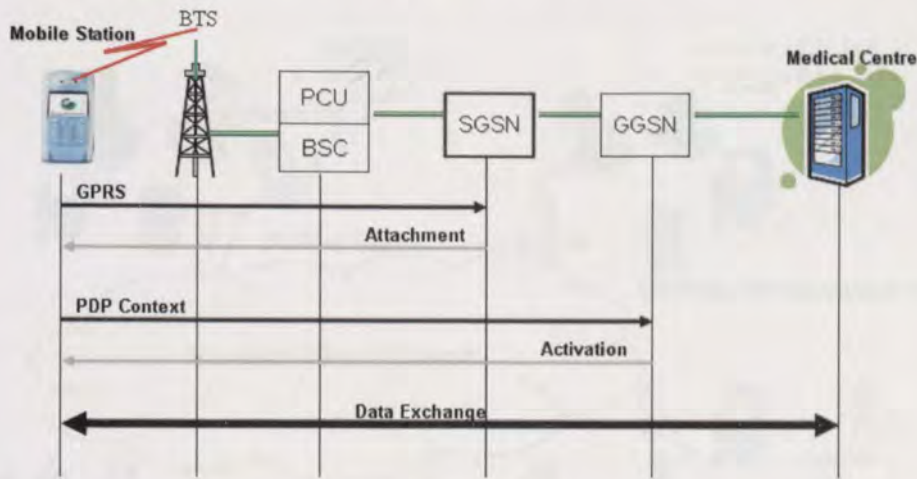 BTS
Mobile Station
Medical Centre
PCU
BSC
SGSN
GGSN
GPRS
Attachment
PDP Context
Activation
Data Exchange